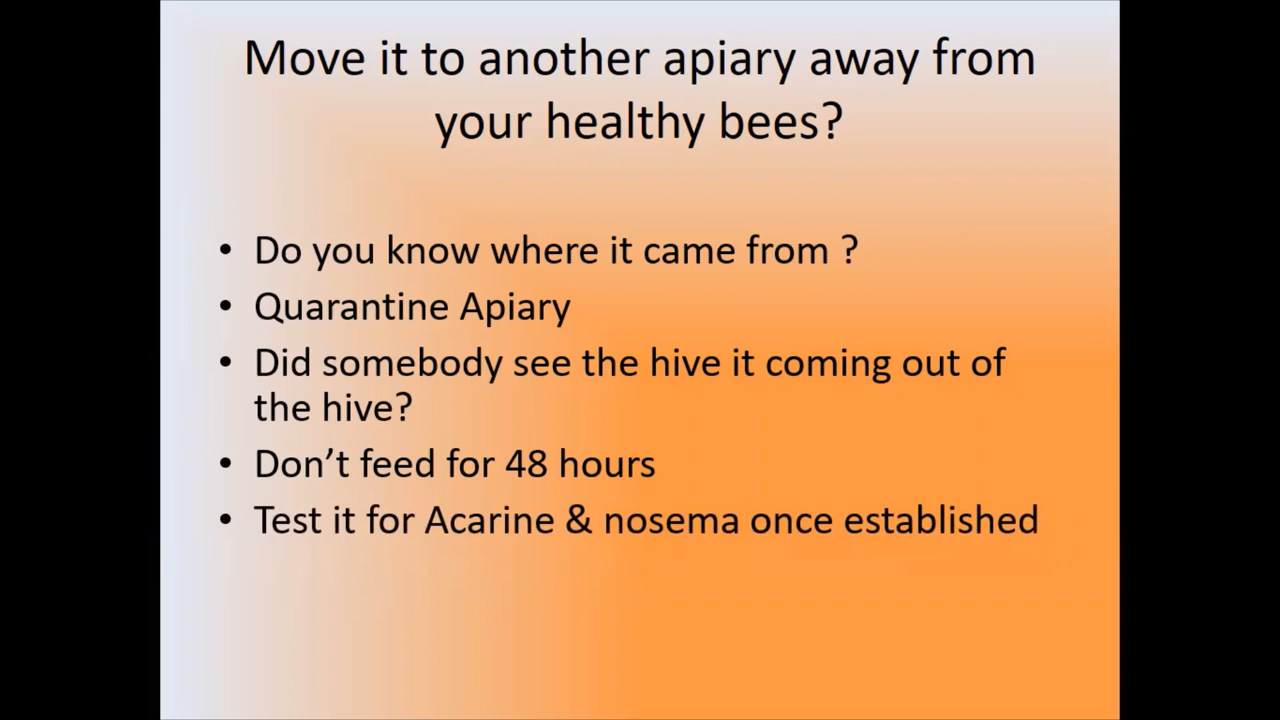 Move it to another apiary away from
your healthy bees?
• Do you know where it came from ?
• Quarantine Apiary
• Did somebody see the hive it coming out of
the hive?
• Don’t feed for 48 hours
• Test it for Acarine & nosema once established